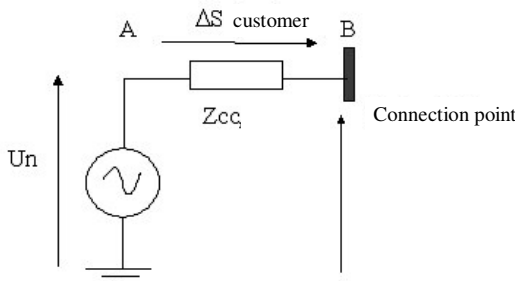 A ΔS customer B
Zcc,
Connection point
Un